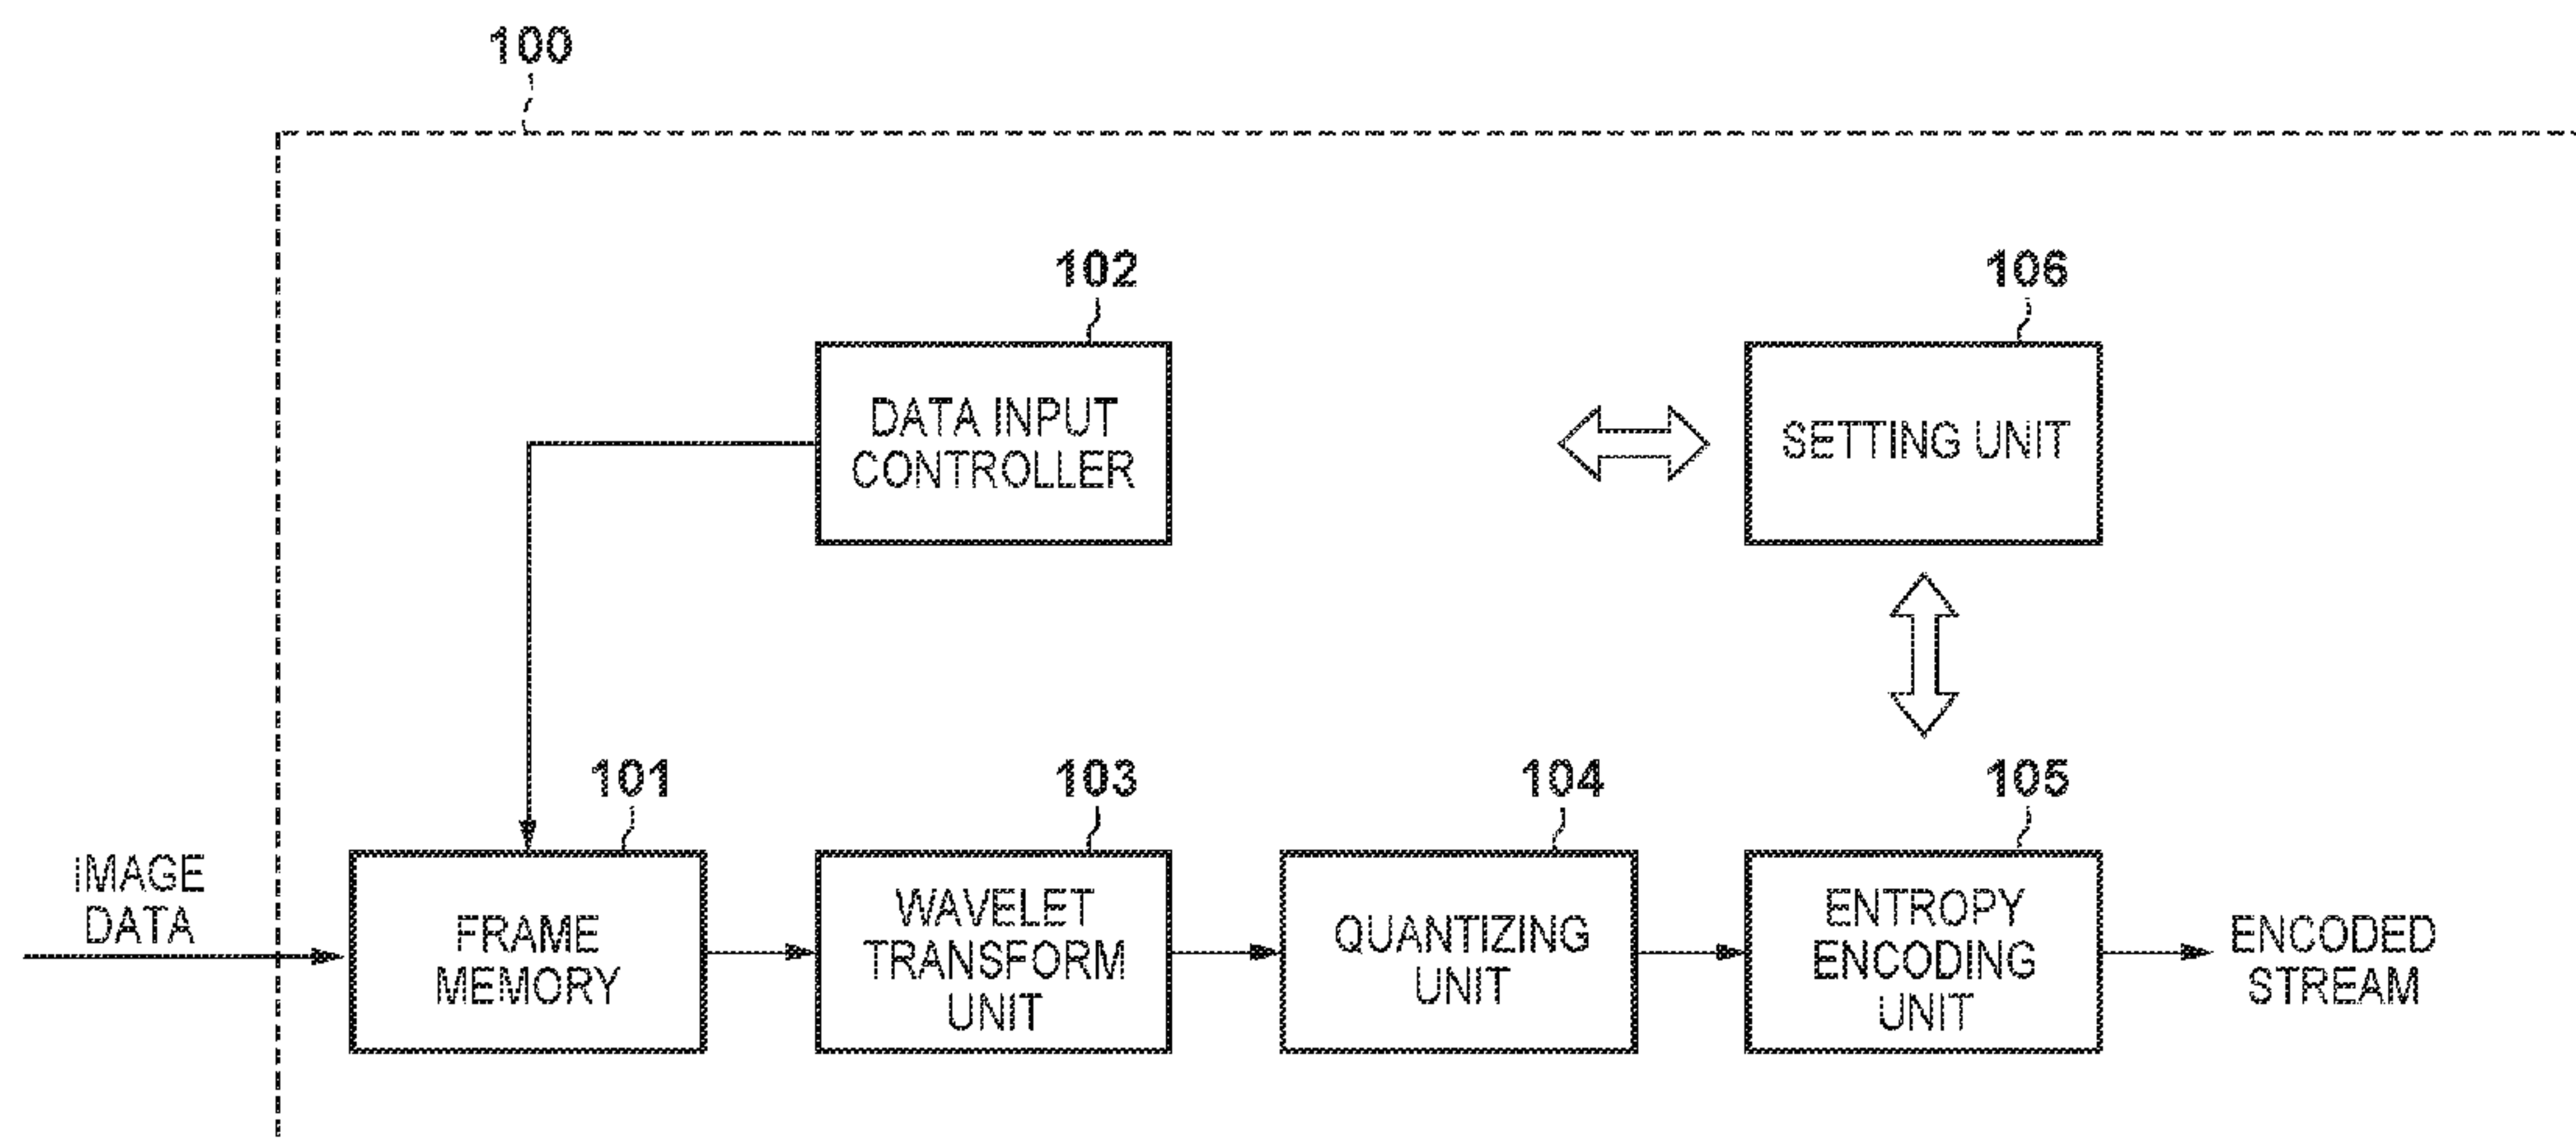 100
102
DATA INPUT
CONTROLLER
106
SETTING UNIT
IMAGE
DATA
101
FRAME
MEMORY
103
WAVELET
TRANSFORM
UNIT
104
QUANTIZING
UNIT
105
ENTROPY
ENCODING
UNIT
ENCODED
STREAM